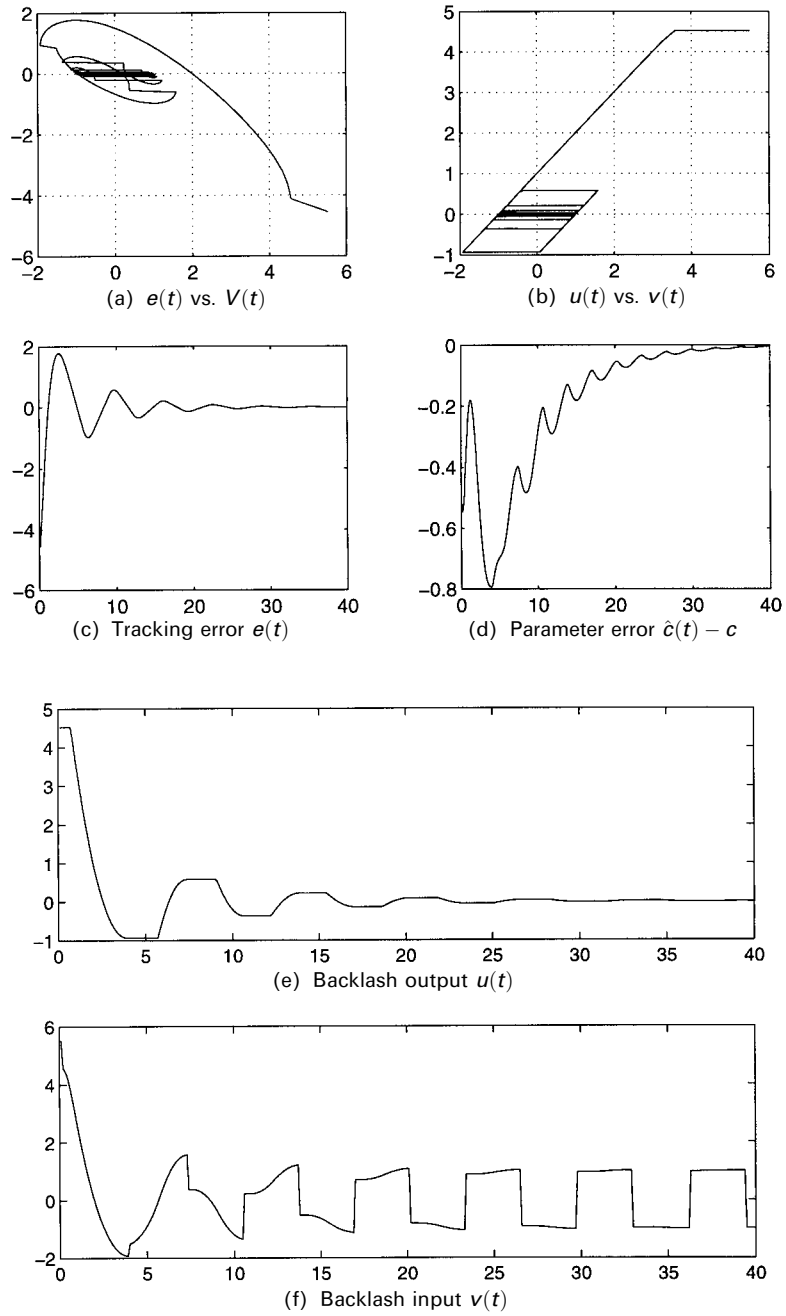 2
0
−2
−4
−6
−2 0 2 4 6
(a) e(t) vs. V(t)
5
4
3
2
1
0
−1
−2 0 2 4 6
(b) u(t) vs. v(t)
2
0
−2
−4
−6
0 10 20 30 40
(c) Tracking error e(t)
0
−0.2
−0.4
−0.6
−0.8
0 10 20 30 40
(d) Parameter error ĉ(t) − c
5
4
3
2
1
0
−1
0 5 10 15 20 25 30 35 40
(e) Backlash output u(t)
6
4
2
0
−2
0 5 10 15 20 25 30 35 40
(f) Backlash input v(t)